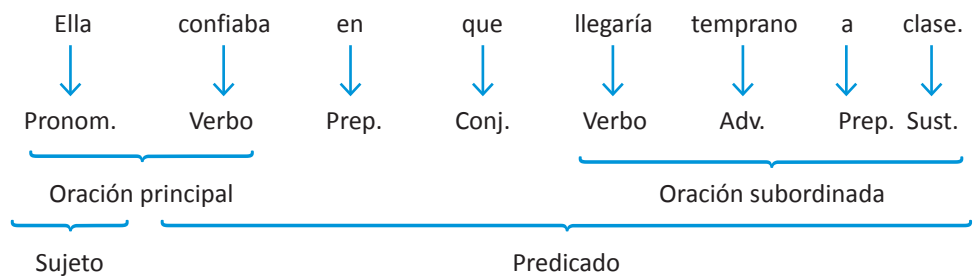 Ella confiaba en que llegaría temprano a clase.
Pronom. Verbo Prep. Conj. Verbo Adv. Prep. Sust.
Oración principal Oración subordinada
Sujeto Predicado